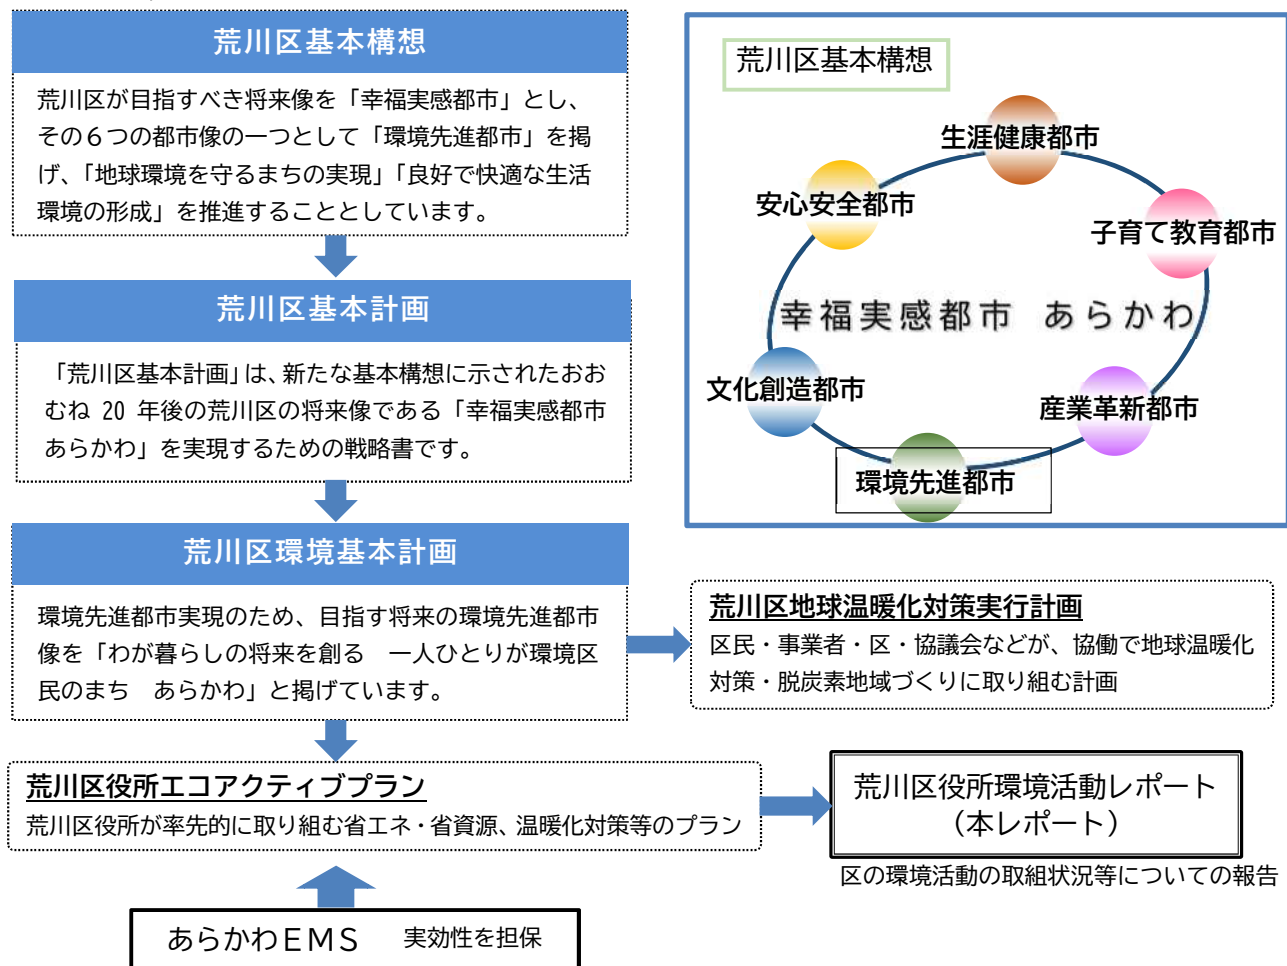 荒川区基本構想
荒川区が目指すべき将来像を「幸福実感都市」とし、
その６つの都市像の一つとして「環境先進都市」を掲
げ、「地球環境を守るまちの実現」「良好で快適な生活
環境の形成」を推進することとしています。
荒川区基本計画
「荒川区基本計画」は、新たな基本構想に示されたおお
むね 20 年後の荒川区の将来像である「幸福実感都市
あらかわ」を実現するための戦略書です。
荒川区環境基本計画
環境先進都市実現のため、目指す将来の環境先進都市
像を「わが暮らしの将来を創る　一人ひとりが環境区
民のまち　あらかわ」と掲げています。
荒川区役所エコアクティブプラン
荒川区役所が率先的に取り組む省エネ・省資源、温暖化対策等のプラン
あらかわＥＭＳ　実効性を担保
荒川区基本構想
生涯健康都市
安心安全都市
子育て教育都市
幸福実感都市　あらかわ
文化創造都市
産業革新都市
環境先進都市
荒川区地球温暖化対策実行計画
区民・事業者・区・協議会などが、協働で地球温暖化
対策・脱炭素地域づくりに取り組む計画
荒川区役所環境活動レポート
（本レポート）
区の環境活動の取組状況等についての報告